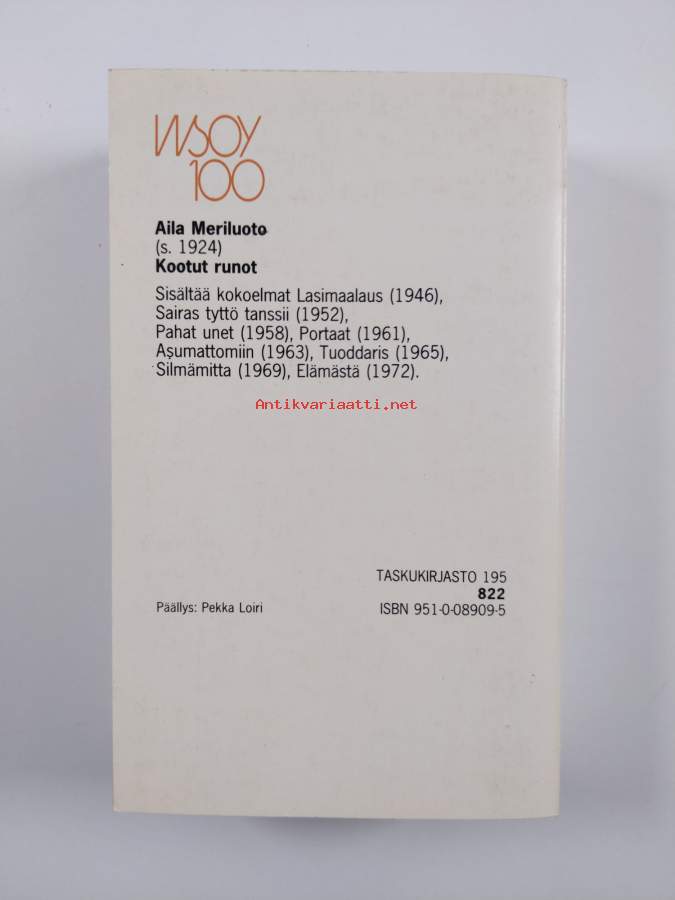 WSOY
100
Aila Meriluoto
(s. 1924)
Kootut runot
Sisältää kokoelmat Lasimaalaus (1946),
Sairas tyttö tanssii (1952),
Pahat unet (1958), Portaat (1961),
Asumattomiin (1963), Tuoddaris (1965),
Silmämitta (1969), Elämästä (1972).
Antikvariaatti.net
TASKUKIRJASTO 195
822
Päällys: Pekka Loiri
ISBN 951-0-08909-5